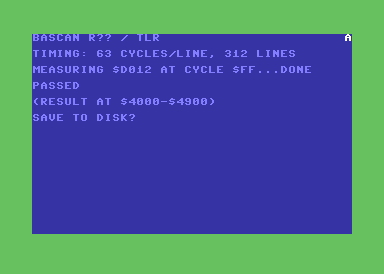 BASCAN R?? / TLR A
TIMING: 63 CYCLES/LINE, 312 LINES
MEASURING $D012 AT CYCLE $FF...DONE
PASSED
(RESULT AT $4000-$4900)
SAVE TO DISK?